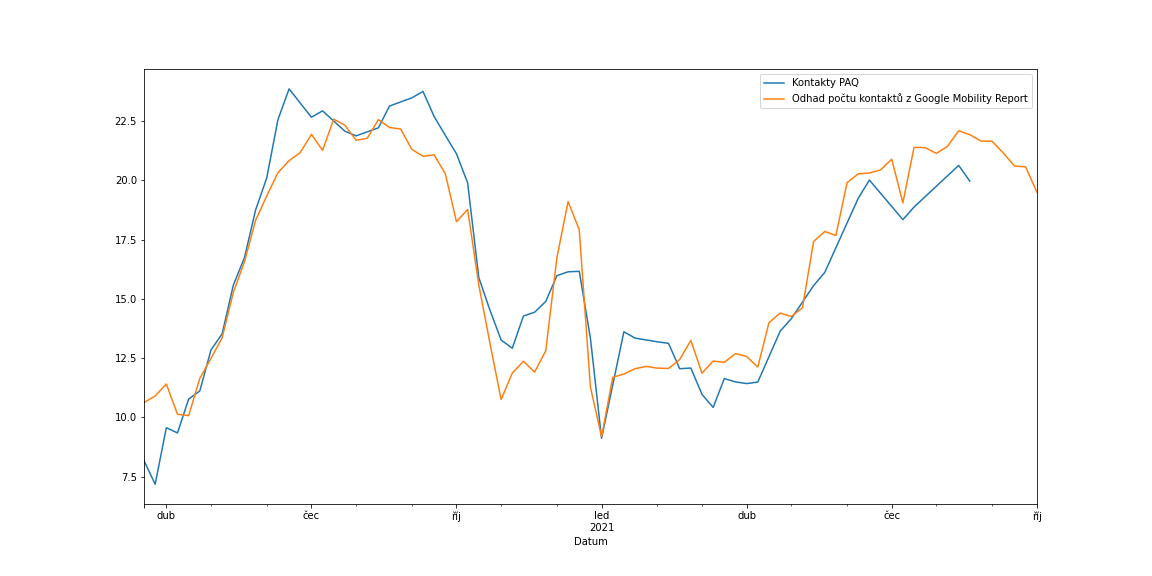 Kontakty PAQ
Odhad počtu kontaktů z Google Mobility Report
22.5
20.0
17.5
15.0
12.5
10.0
7.5
dub
čec
říj
led
2021
dub
čec
říj
Datum